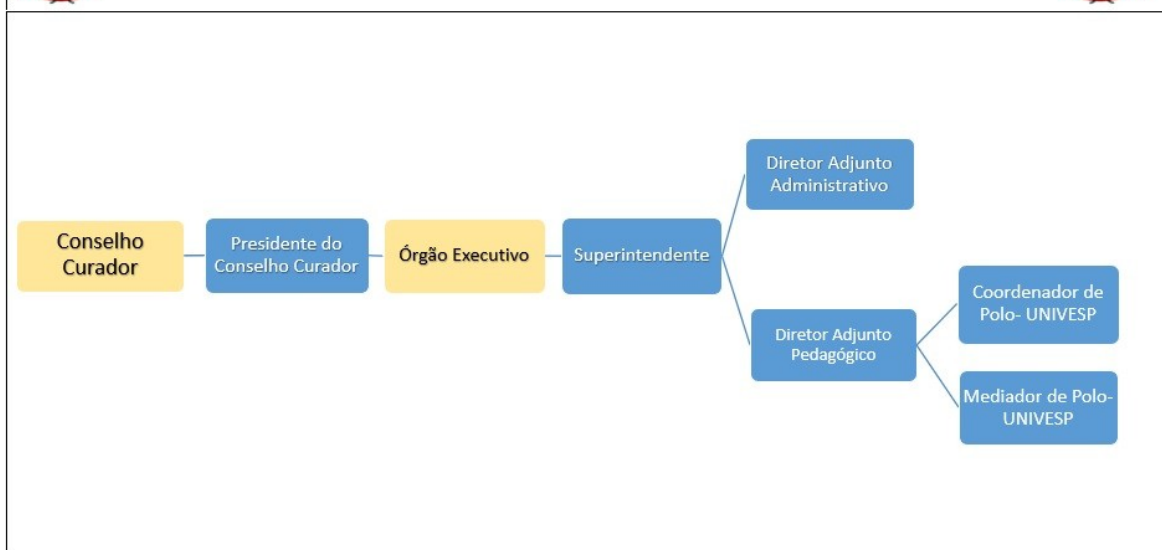 Conselho
Curador
Presidente do
Conselho Curador
Órgão Executivo
Superintendente
Diretor Adjunto
Administrativo
Diretor Adjunto
Pedagógico
Coordenador de
Polo- UNIVESP
Mediador de Polo-
UNIVESP